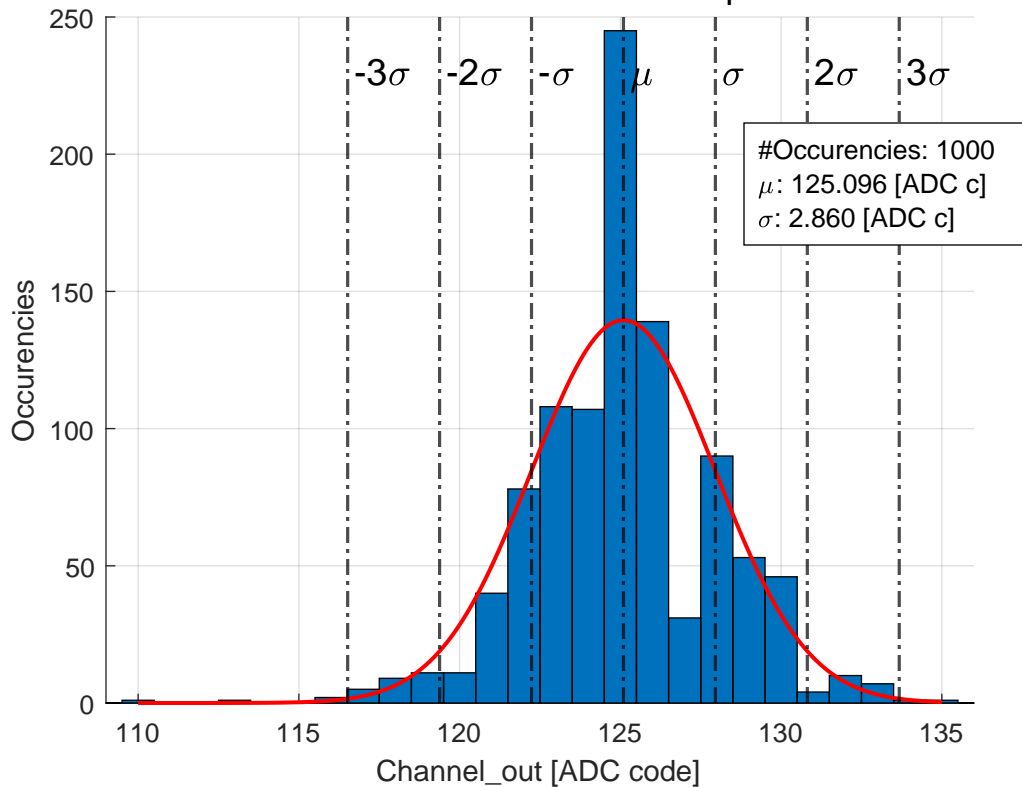 250
200
150
100
50
0
Occurencies
-3σ -2σ -σ μ σ 2σ 3σ
#Occurencies: 1000
μ: 125.096 [ADC c]
σ: 2.860 [ADC c]
110 115 120 125 130 135
Channel_out [ADC code]